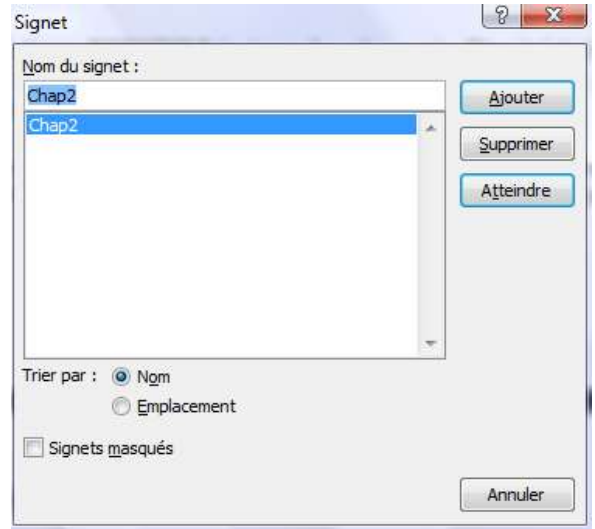 Signet
Nom du signet :
Chap2
Ajouter
Chap2
Supprimer
Atteindre
Trier par : Nom
Emplacement
Signets masqués
Annuler